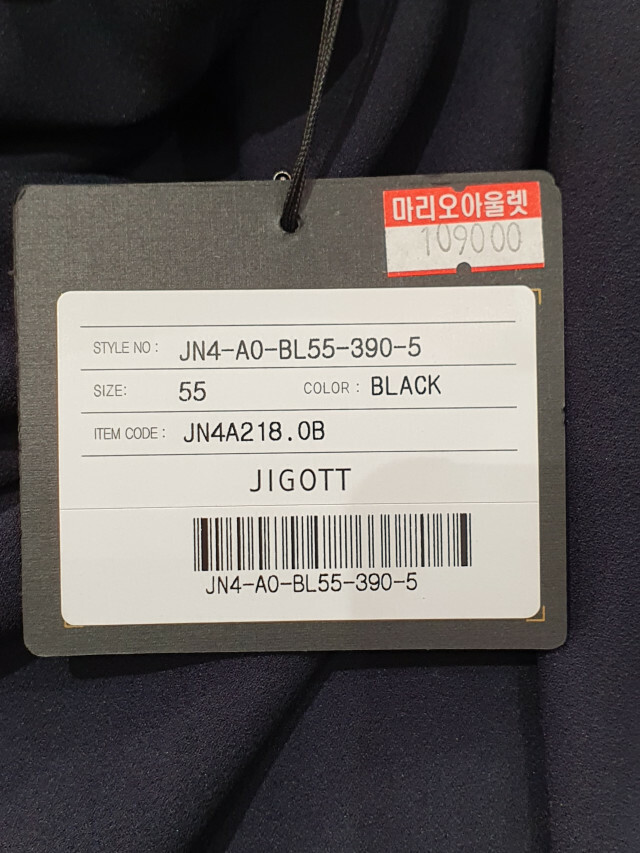 마리오아울렛
109000
STYLE NO : JN4-A0-BL55-390-5
SIZE: 55 COLOR : BLACK
ITEM CODE : JN4A218.0B
JIGOTT
JN4-A0-BL55-390-5